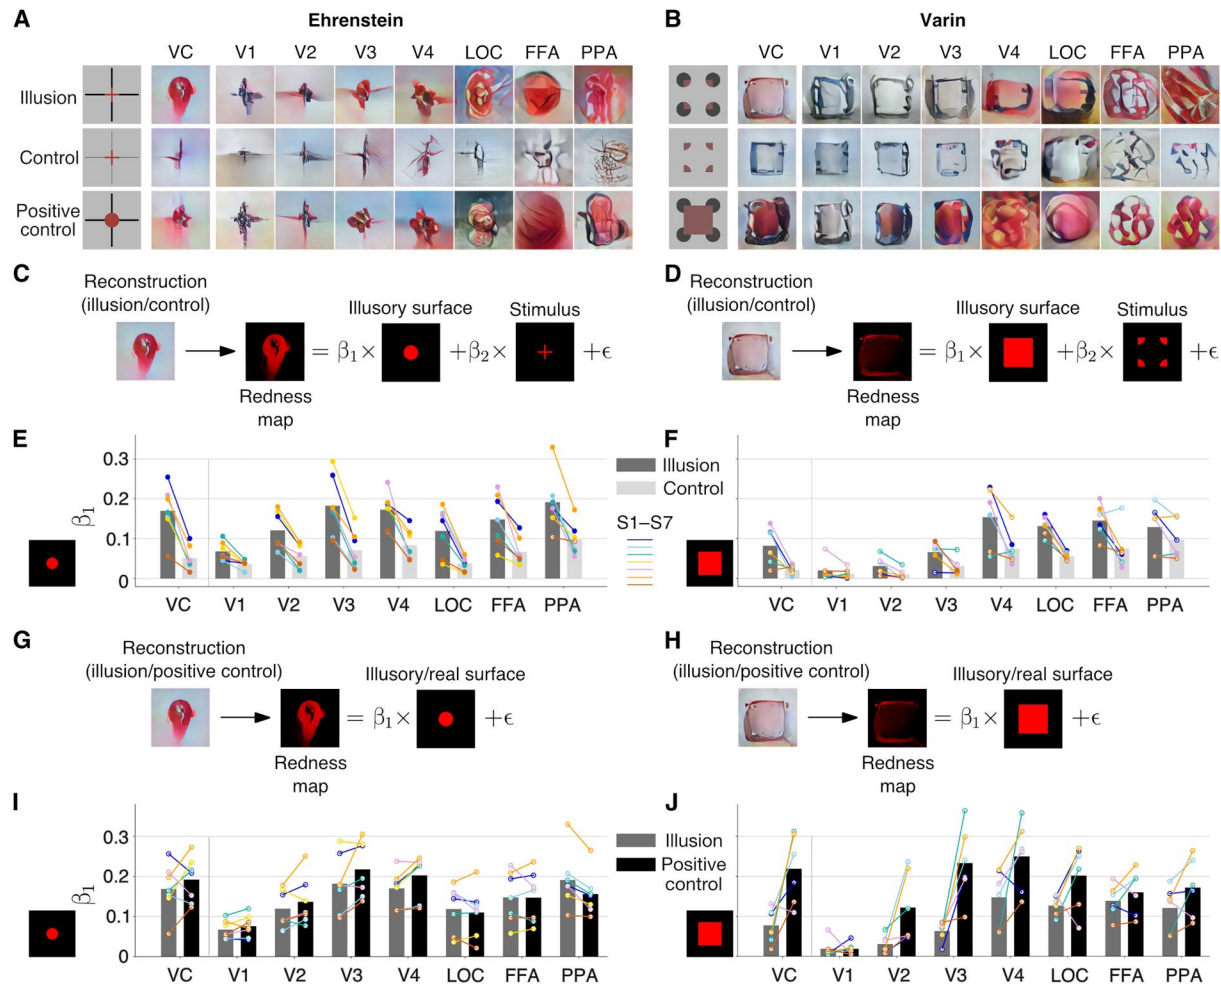 A
Ehrenstein
VC V1 V2 V3 V4 LOC FFA PPA
Illusion
Control
Positive
control
B
Varin
VC V1 V2 V3 V4 LOC FFA PPA
C
Reconstruction
(illusion/control)
Illusory surface
Stimulus
= β₁× +β₂× +ϵ
Redness
map
D
Reconstruction
(illusion/control)
Illusory surface
Stimulus
= β₁× +β₂× +ϵ
Redness
map
E
β₁
0.3
0.2
0.1
0
VC V1 V2 V3 V4 LOC FFA PPA
Illusion
Control
S1–S7
F
VC V1 V2 V3 V4 LOC FFA PPA
G
Reconstruction
(illusion/positive control)
Illusory/real surface
= β₁× +ϵ
Redness
map
H
Reconstruction
(illusion/positive control)
Illusory/real surface
= β₁× +ϵ
Redness
map
I
β₁
0.3
0.2
0.1
0
VC V1 V2 V3 V4 LOC FFA PPA
Illusion
Positive
control
J
VC V1 V2 V3 V4 LOC FFA PPA